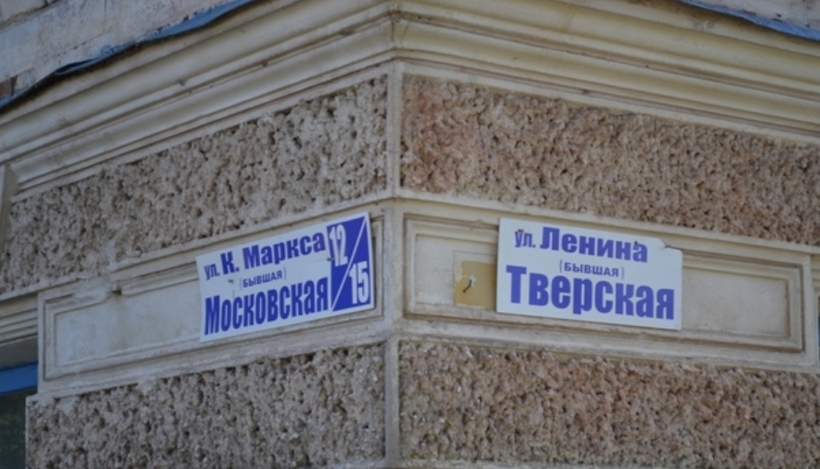 ул. К. Маркса
(БЫВШАЯ)
Московская
12/15
ул. Ленина
(БЫВШАЯ)
Тверская